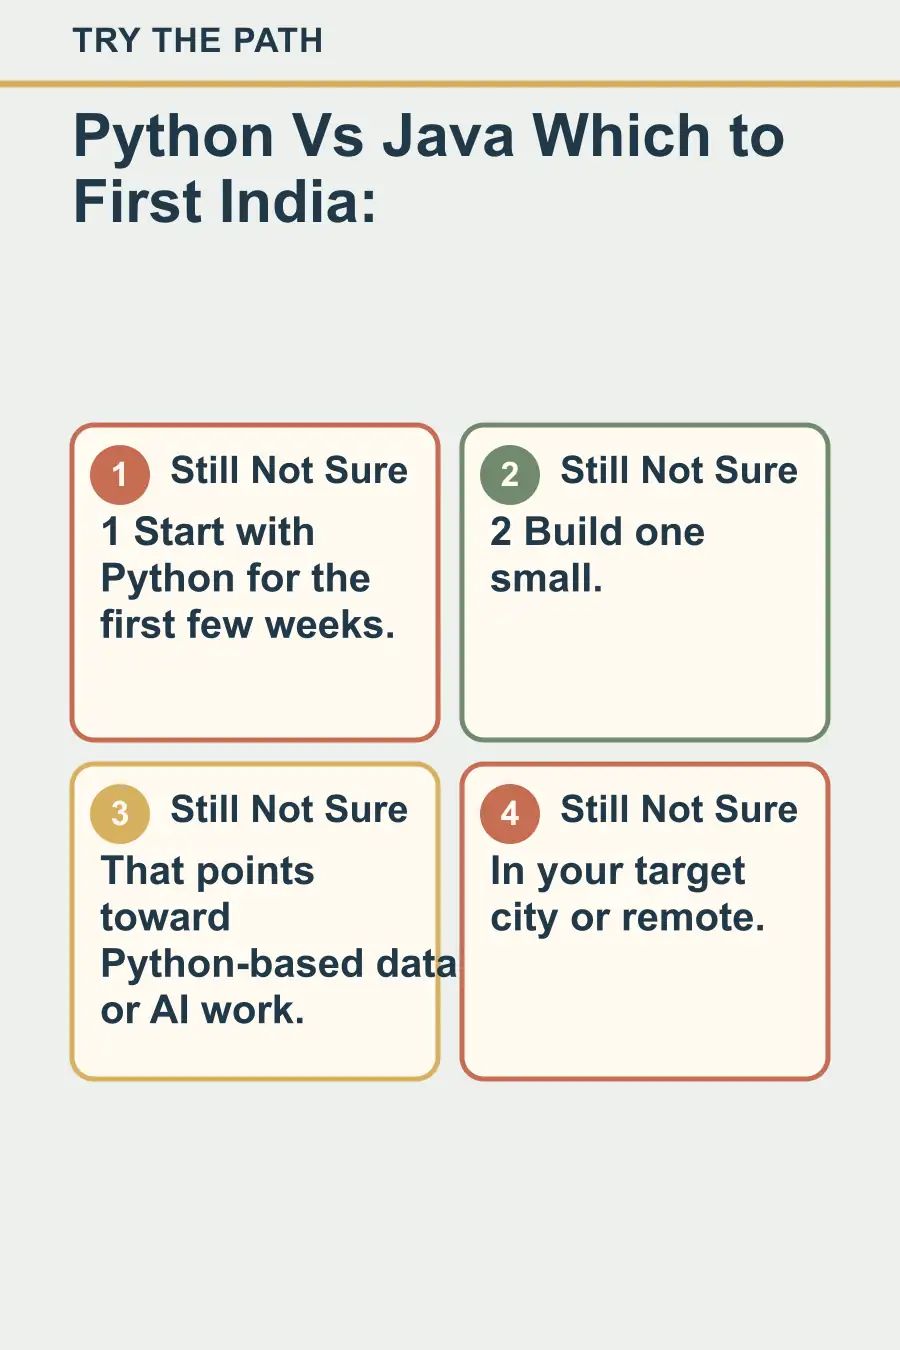 TRY THE PATH
Python Vs Java Which to
First India:
1 Still Not Sure
1 Start with
Python for the
first few weeks.
2 Still Not Sure
2 Build one
small.
3 Still Not Sure
That points
toward
Python-based data
or AI work.
4 Still Not Sure
In your target
city or remote.